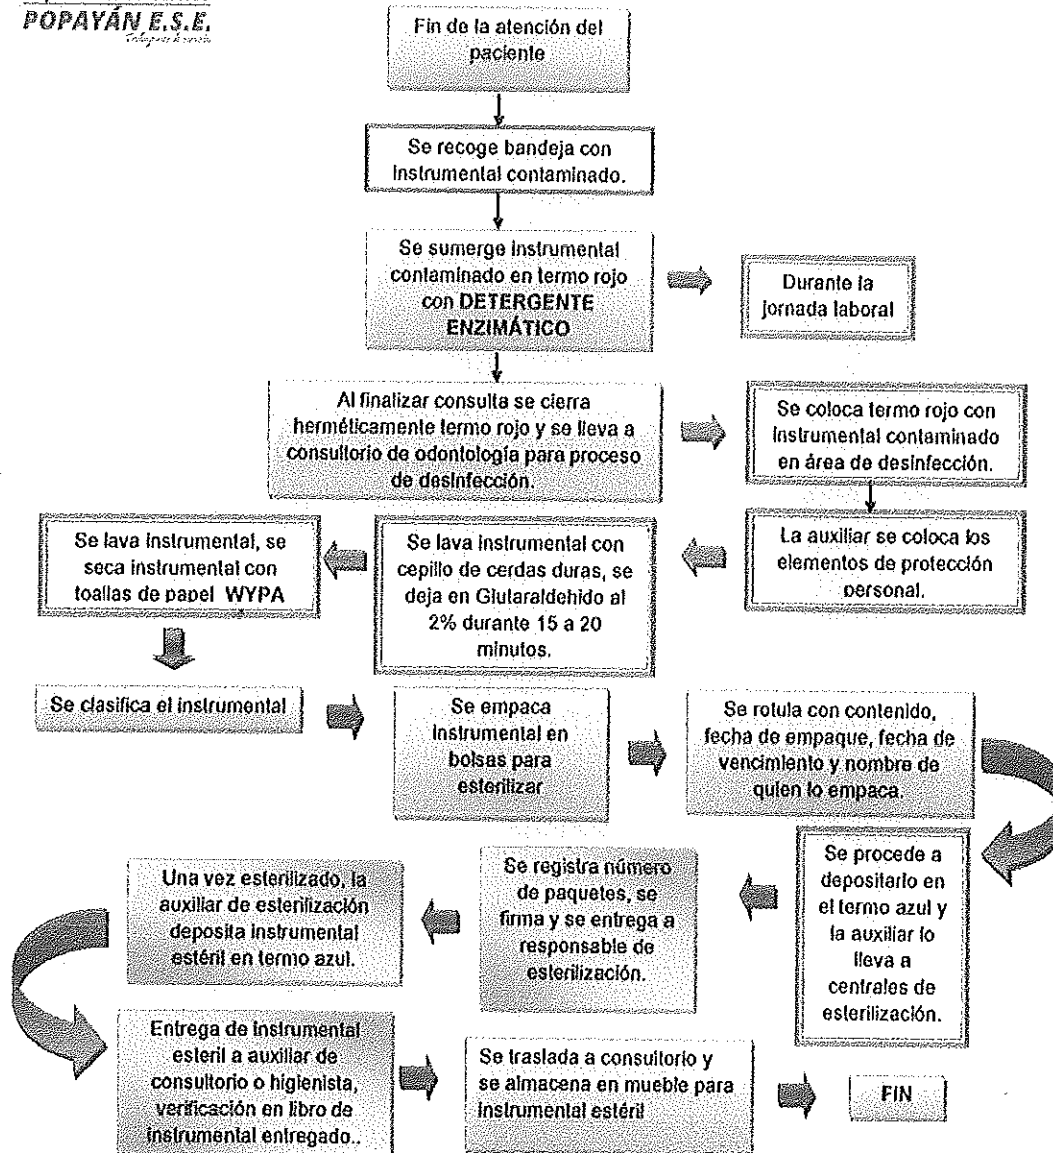 POPAYÁN E.S.E.
Fin de la atención del
paciente
Se recoge bandeja con
instrumental contaminado.
Se sumerge instrumental
contaminado en termo rojo
con DETERGENTE
ENZIMÁTICO
Durante la
jornada laboral
Al finalizar consulta se cierra
herméticamente termo rojo y se lleva a
consultorio de odontología para proceso
de desinfección.
Se coloca termo rojo con
instrumental contaminado
en área de desinfección.
La auxiliar se coloca los
elementos de protección
personal.
Se lava instrumental con
cepillo de cerdas duras, se
deja en Glutaraldehido al
2% durante 15 a 20
minutos.
Se lava instrumental, se
seca instrumental con
toallas de papel WYPA
Se clasifica el instrumental
Se empaca
instrumental en
bolsas para
esterilizar
Se rotula con contenido,
fecha de empaque, fecha de
vencimiento y nombre de
quien lo empaca.
Se procede a
depositarlo en
el termo azul y
la auxiliar lo
lleva a
centrales de
esterilización.
Se registra número
de paquetes, se
firma y se entrega a
responsable de
esterilización.
Una vez esterilizado, la
auxiliar de esterilización
deposita instrumental
estéril en termo azul.
Entrega de instrumental
esteril a auxiliar de
consultorio o higienista,
verificación en libro de
instrumental entregado..
Se traslada a consultorio y
se almacena en mueble para
instrumental estéril
FIN